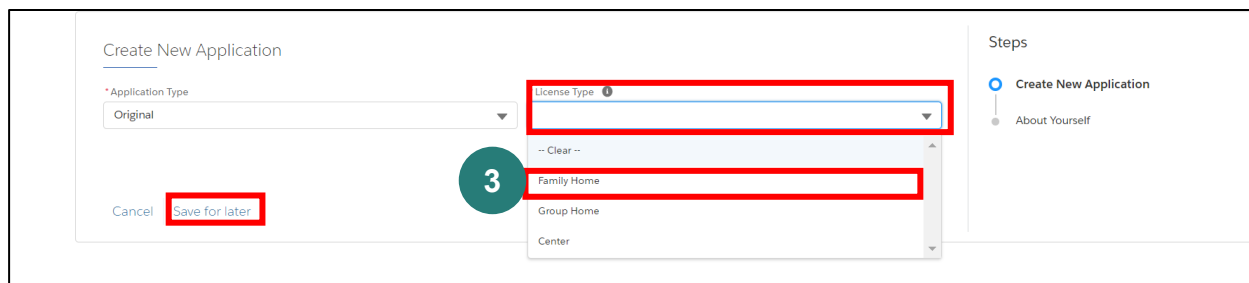 Create New Application
*Application Type
Original
License Type
-- Clear --
Family Home
Group Home
Center
3
Cancel
Save for later
Steps
Create New Application
About Yourself